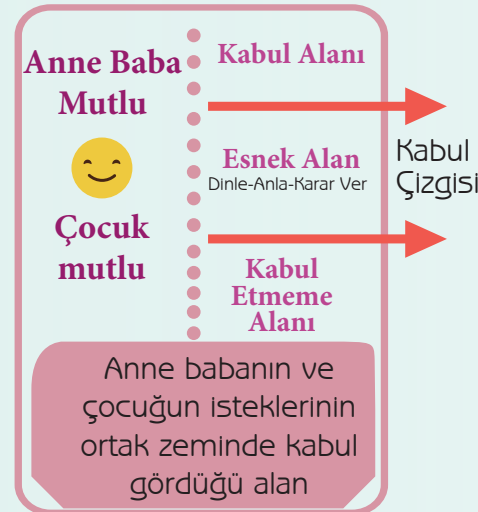 Anne Baba
Mutlu
Çocuk
mutlu
Kabul Alanı
Esnek Alan
Dinle-Anla-Karar Ver
Kabul
Etmeme
Alanı
Kabul
Çizgisi
Anne babanın ve
çocuğun isteklerinin
ortak zeminde kabul
gördüğü alan